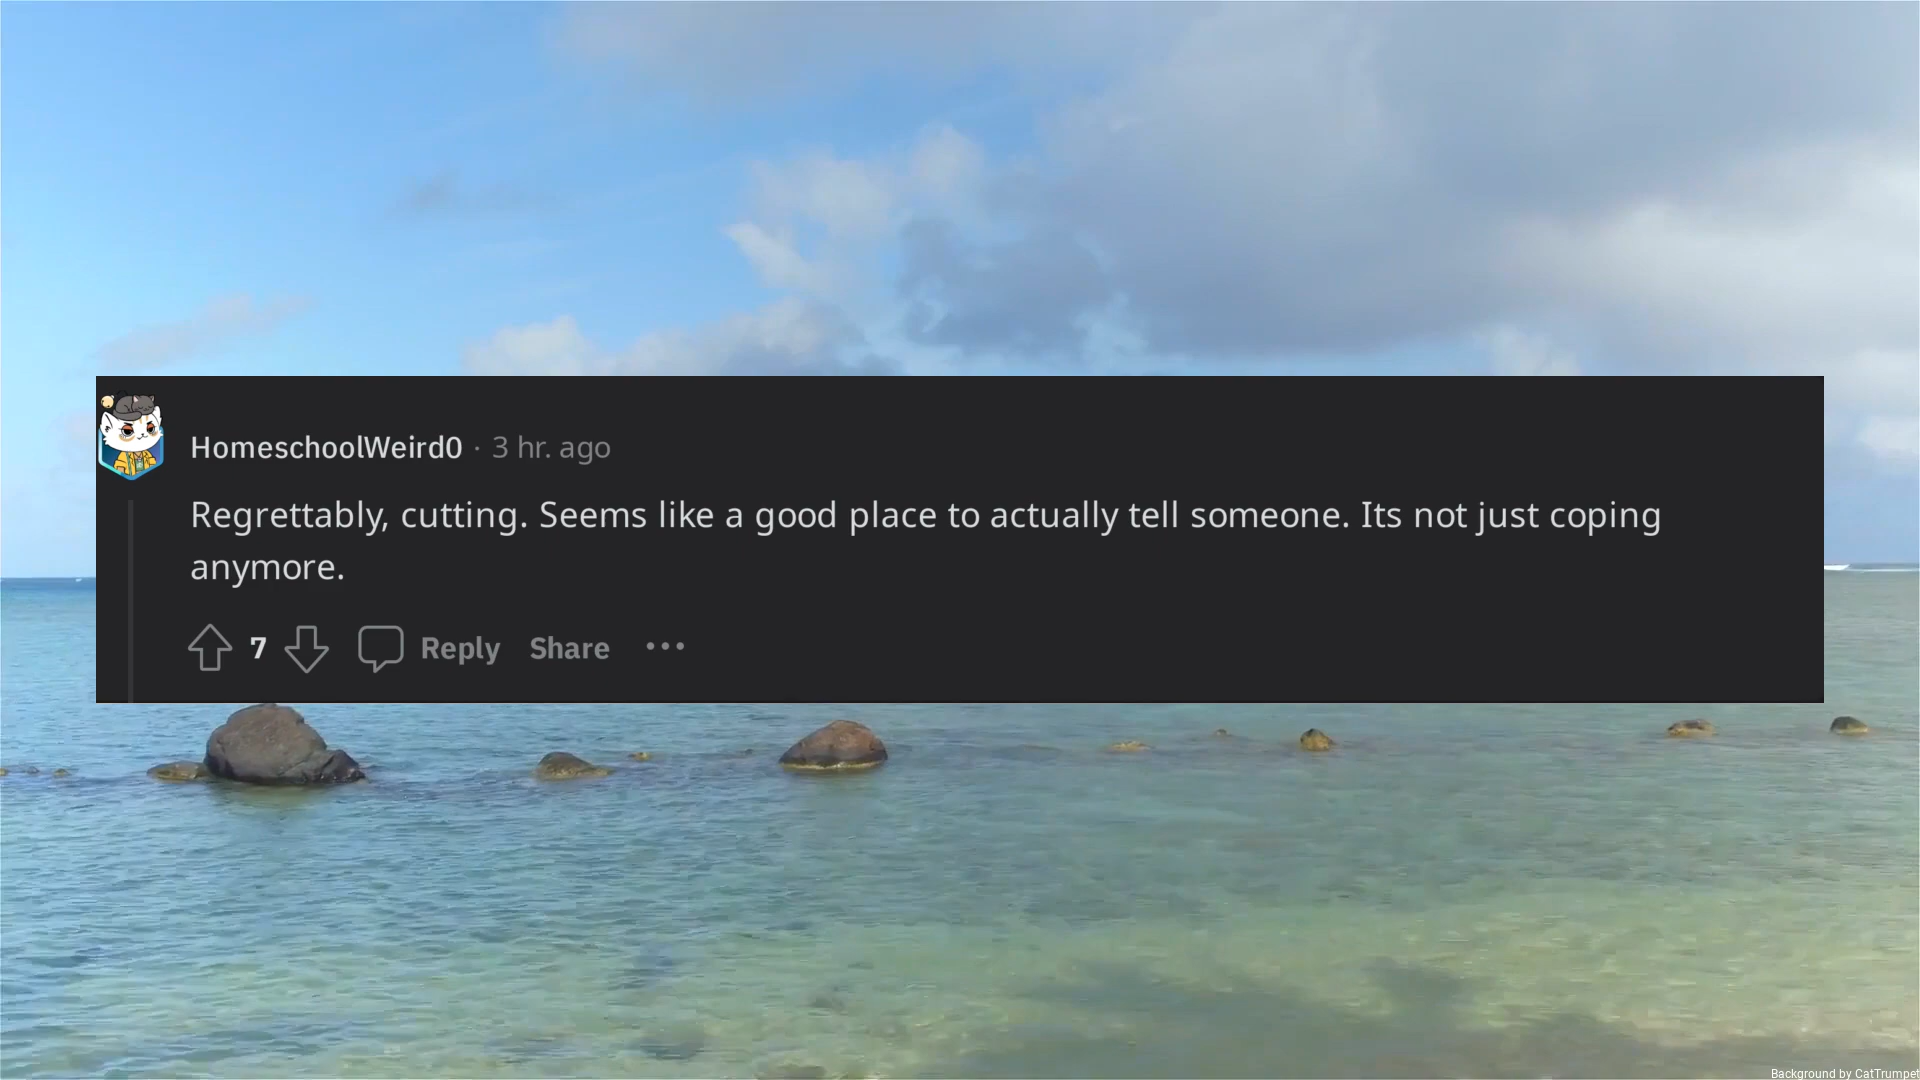 HomeschoolWeird0 · 3 hr. ago
Regrettably, cutting. Seems like a good place to actually tell someone. Its not just coping
anymore.
7 Reply Share •••
Background by CatTrumpet